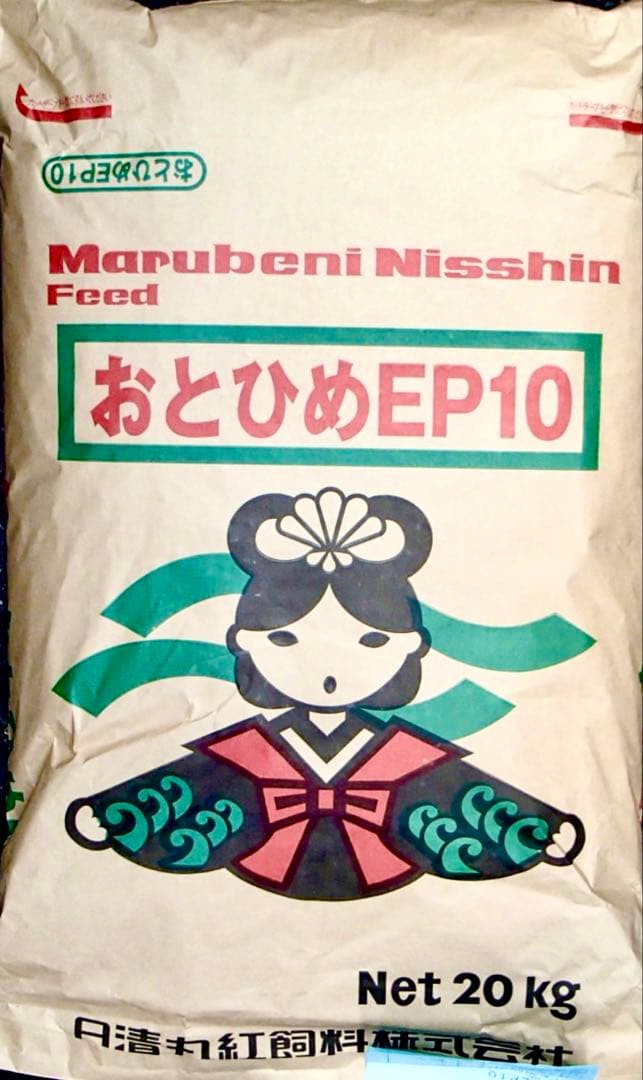 おとひめEP10
Marubeni Nisshin
Feed
おとひめEP10
Net 20 kg
日清丸紅飼料株式会社